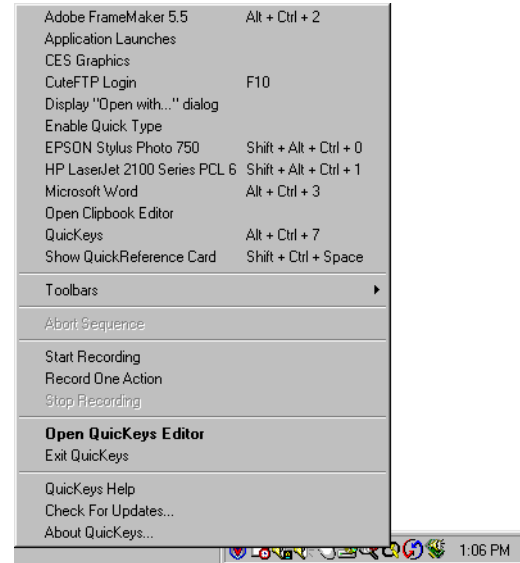 Adobe FrameMaker 5.5 Alt + Ctrl + 2
Application Launches
CES Graphics
CuteFTP Login F10
Display "Open with..." dialog
Enable Quick Type
EPSON Stylus Photo 750 Shift + Alt + Ctrl + 0
HP LaserJet 2100 Series PCL 6 Shift + Alt + Ctrl + 1
Microsoft Word Alt + Ctrl + 3
Open Clipbook Editor
QuicKeys Alt + Ctrl + 7
Show QuickReference Card Shift + Ctrl + Space
Toolbars
Abort Sequence
Start Recording
Record One Action
Stop Recording
Open QuicKeys Editor
Exit QuicKeys
QuicKeys Help
Check For Updates...
About QuicKeys...
1:06 PM